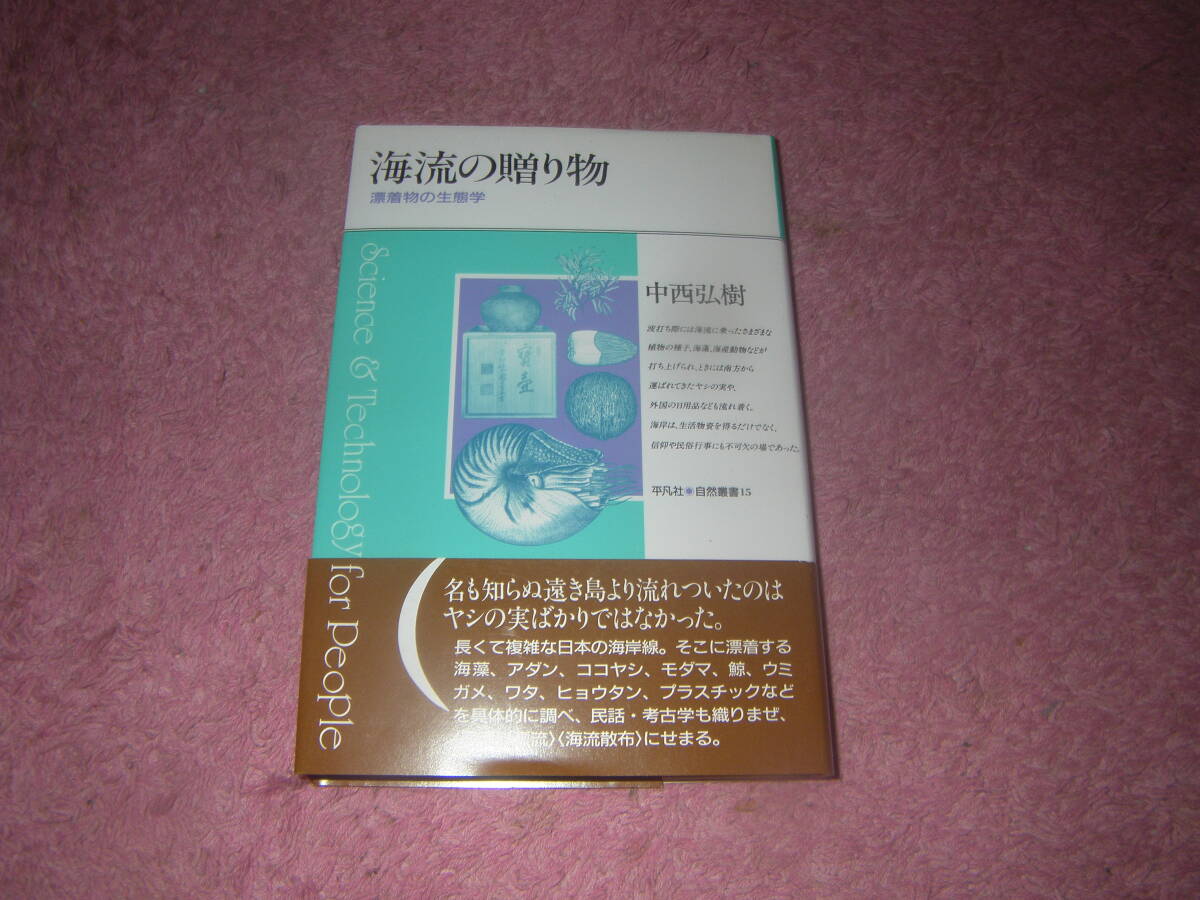 海流の贈り物
漂着物の生態学
Science & Technology for People
寳壷
中西弘樹
波打ち際には海流に乗ったさまざまな
植物の種子、海藻、海産動物などが
打ち上げられ、ときには南方から
運ばれてきたヤシの実や、
外国の日用品なども流れ着く。
海岸は、生活物資を得るだけでなく、
信仰や民俗行事にも不可欠の場であった。
平凡社●自然叢書15
名も知らぬ遠き島より流れついたのは
ヤシの実ばかりではなかった。
長くて複雑な日本の海岸線。そこに漂着する
海藻、アダン、ココヤシ、モダマ、鯨、ウミ
ガメ、ワタ、ヒョウタン、プラスチックなど
を具体的に調べ、民話・考古学も織りまぜ、
流〉〈海流散布〉にせまる。